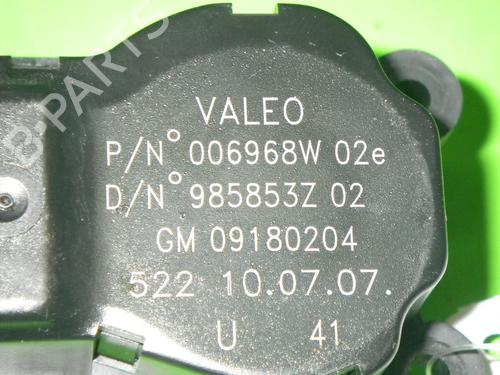 VALEO
P/N° 006968W 02e
D/N° 985853Z 02
GM 09180204
522 10.07.07.
U 41
B-PARTS